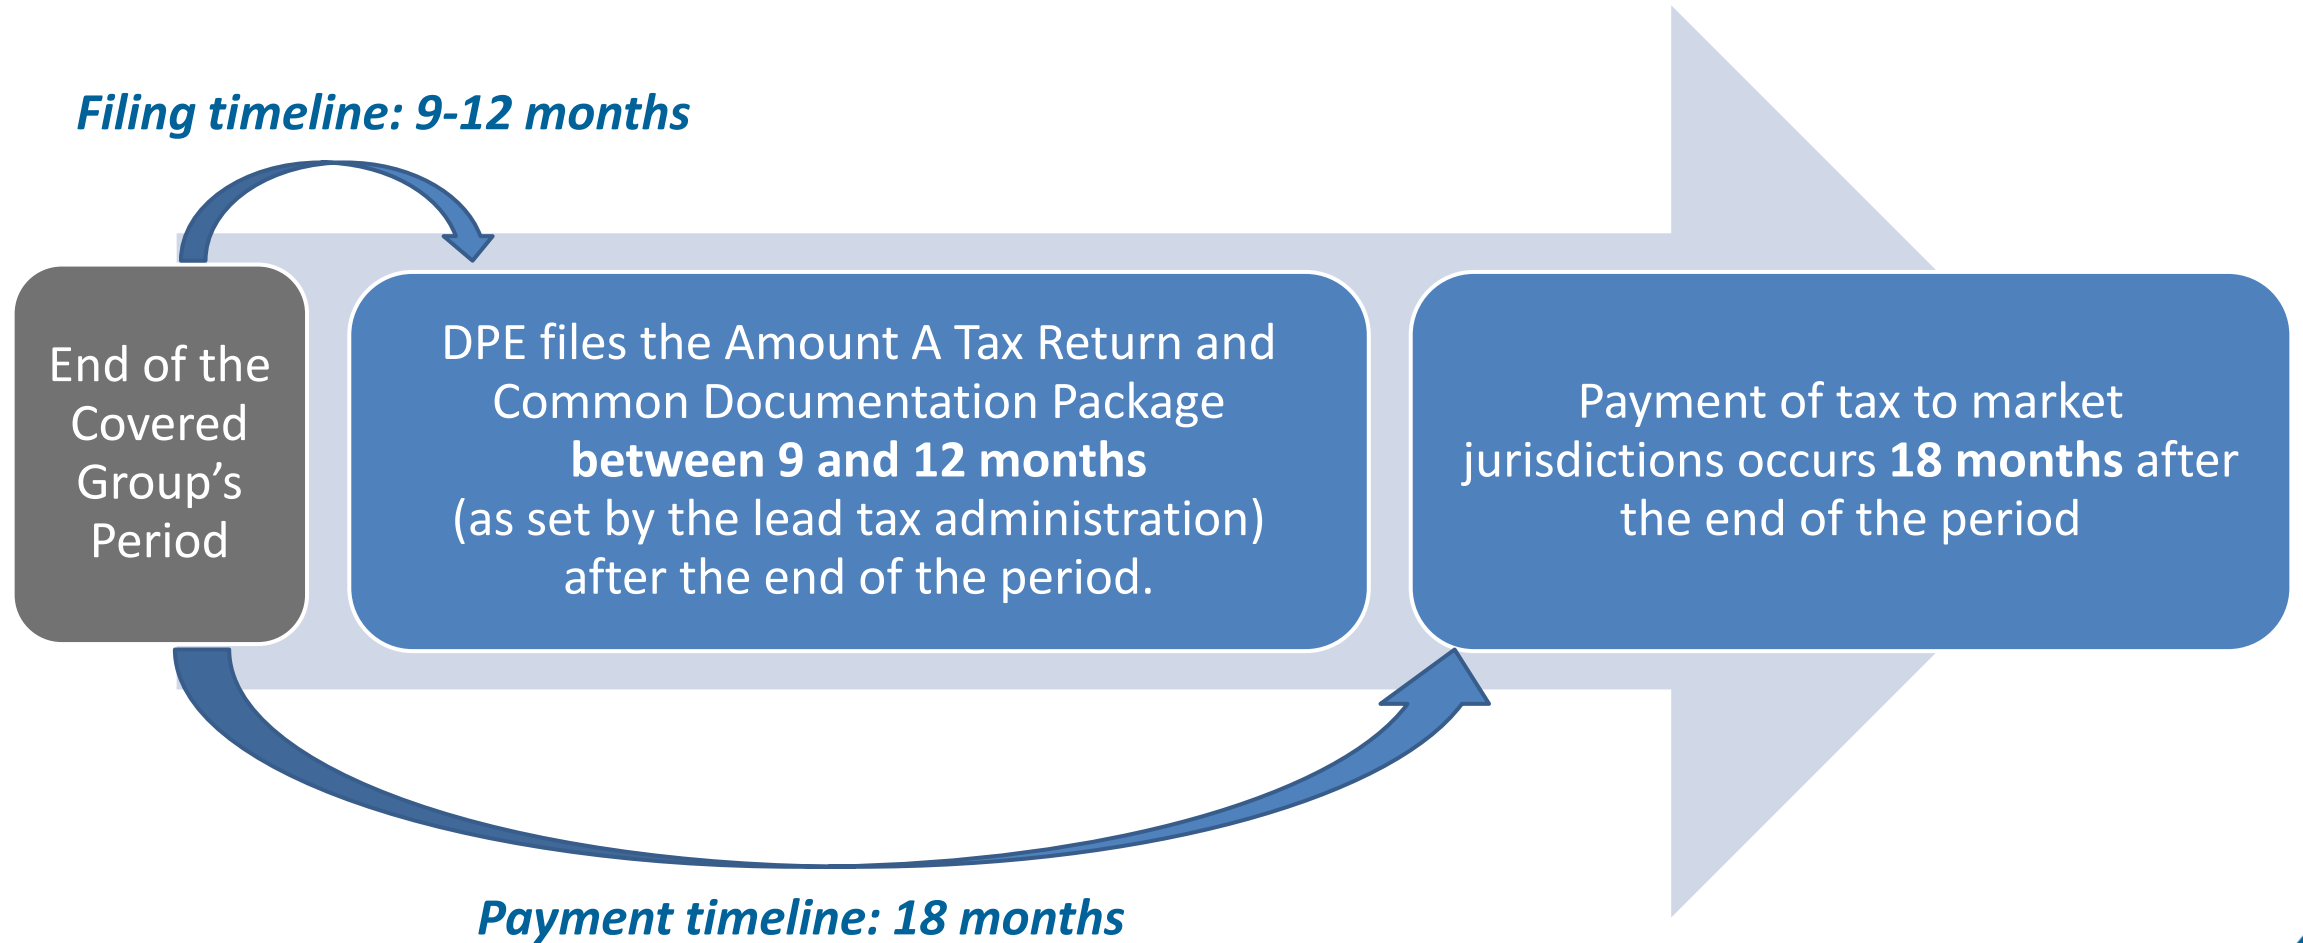 Filing timeline: 9-12 months
End of the
Covered
Group’s
Period
DPE files the Amount A Tax Return and
Common Documentation Package
between 9 and 12 months
(as set by the lead tax administration)
after the end of the period.
Payment of tax to market
jurisdictions occurs 18 months after
the end of the period
Payment timeline: 18 months